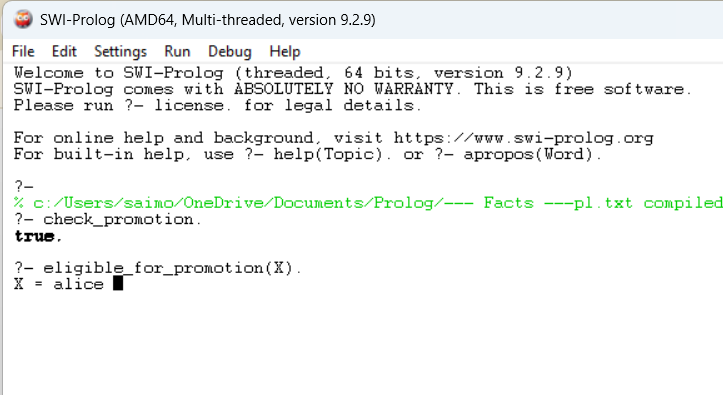 SWI-Prolog (AMD64, Multi-threaded, version 9.2.9)
File Edit Settings Run Debug Help
Welcome to SWI-Prolog (threaded, 64 bits, version 9.2.9)
SWI-Prolog comes with ABSOLUTELY NO WARRANTY. This is free software.
Please run ?- license. for legal details.
For online help and background, visit https://www.swi-prolog.org
For built-in help, use ?- help(Topic). or ?- apropos(Word).
?-
% c:/Users/saimo/OneDrive/Documents/Prolog/--- Facts ---pl.txt compiled
?- check_promotion.
true.
?- eligible_for_promotion(X).
X = alice